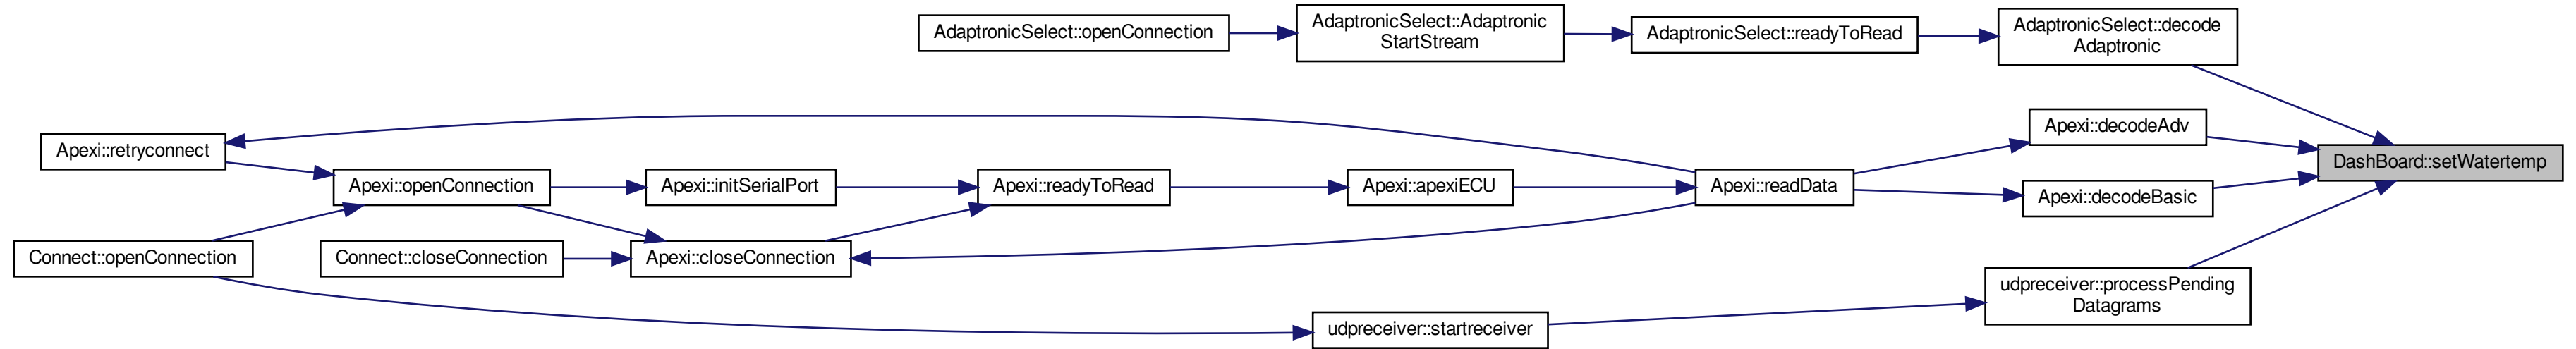 AdaptronicSelect::openConnection
AdaptronicSelect::Adaptronic
StartStream
AdaptronicSelect::readyToRead
AdaptronicSelect::decode
Adaptronic
Apexi::retryconnect
Apexi::openConnection
Apexi::initSerialPort
Apexi::readyToRead
Apexi::apexiECU
Apexi::readData
Apexi::decodeAdv
Apexi::decodeBasic
DashBoard::setWatertemp
Connect::openConnection
Connect::closeConnection
Apexi::closeConnection
udpreceiver::startreceiver
udpreceiver::processPending
Datagrams